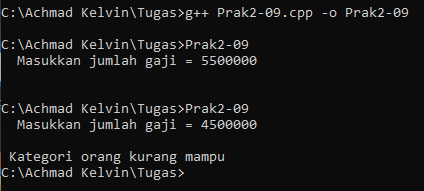 C:\Achmad Kelvin\Tugas>g++ Prak2-09.cpp -o Prak2-09
C:\Achmad Kelvin\Tugas>Prak2-09
Masukkan jumlah gaji = 5500000
C:\Achmad Kelvin\Tugas>Prak2-09
Masukkan jumlah gaji = 4500000
Kategori orang kurang mampu
C:\Achmad Kelvin\Tugas>